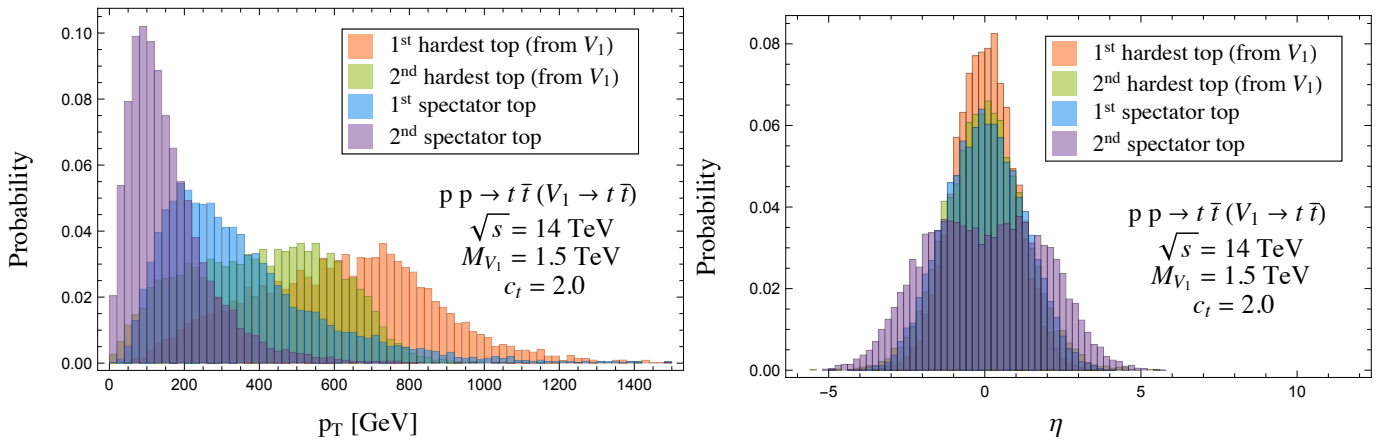 0.10
0.08
0.06
0.04
0.02
0.00
Probability
1st hardest top (from V1)
2nd hardest top (from V1)
1st spectator top
2nd spectator top
p p → t t̄ (V1 → t t̄)
√s = 14 TeV
MV1 = 1.5 TeV
ct = 2.0
0 200 400 600 800 1000 1200 1400
pT [GeV]
0.08
0.06
0.04
0.02
0.00
Probability
1st hardest top (from V1)
2nd hardest top (from V1)
1st spectator top
2nd spectator top
p p → t t̄ (V1 → t t̄)
√s = 14 TeV
MV1 = 1.5 TeV
ct = 2.0
−5 0 5 10
η